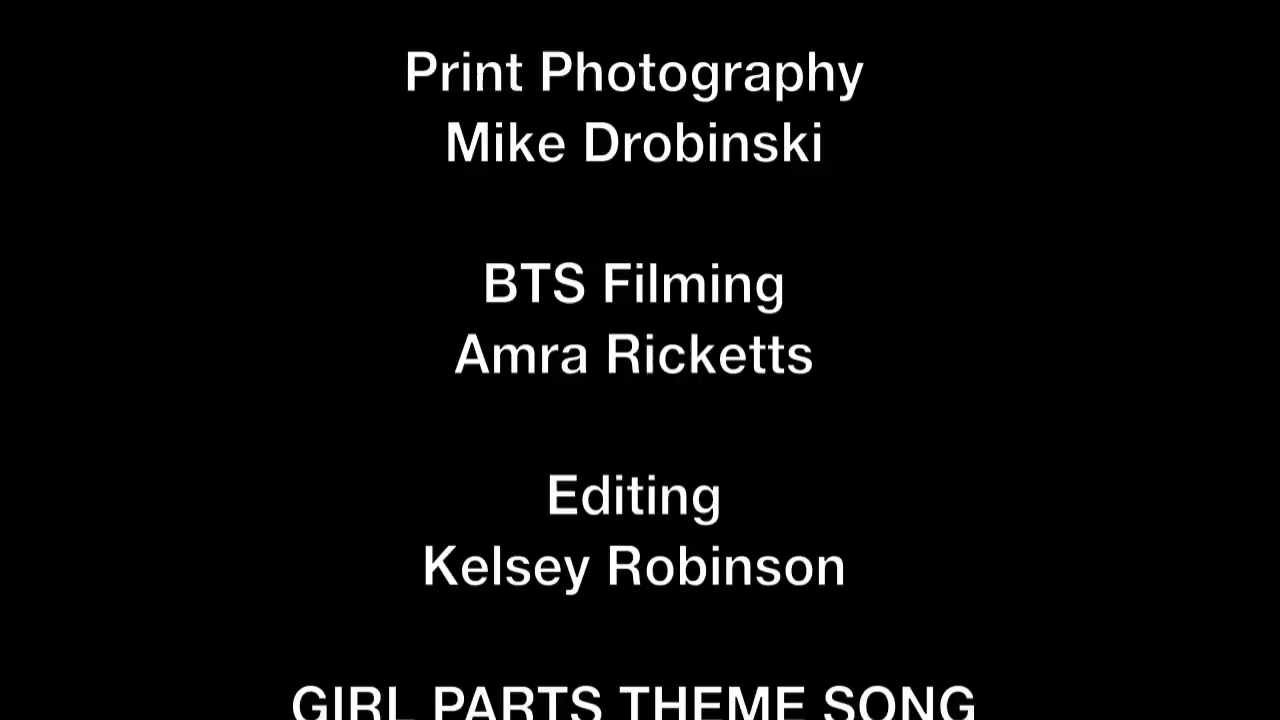 Print Photography
Mike Drobinski
BTS Filming
Amra Ricketts
Editing
Kelsey Robinson
GIRL PARTS THEME SONG